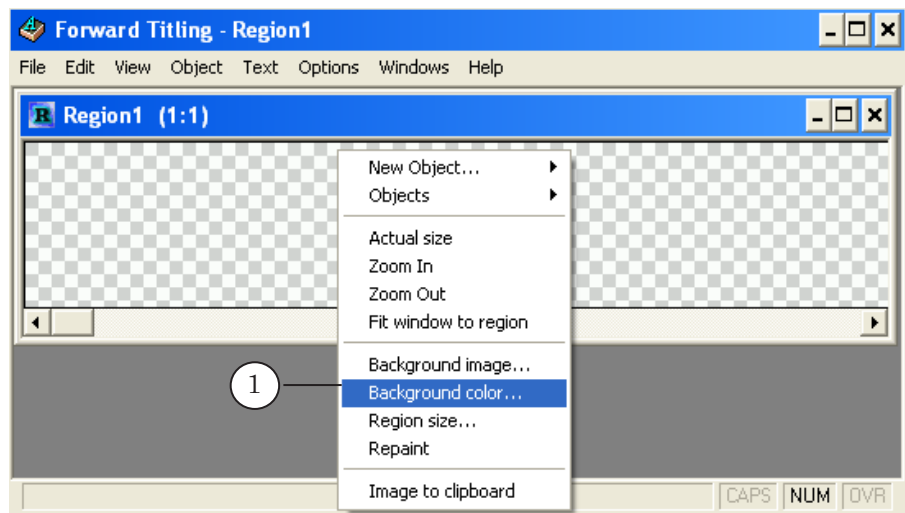 Forward Titling - Region1
File Edit View Object Text Options Windows Help
R Region1 (1:1)
New Object...
Objects
Actual size
Zoom In
Zoom Out
Fit window to region
Background image...
1 Background color...
Region size...
Repaint
Image to clipboard
CAPS NUM OVR